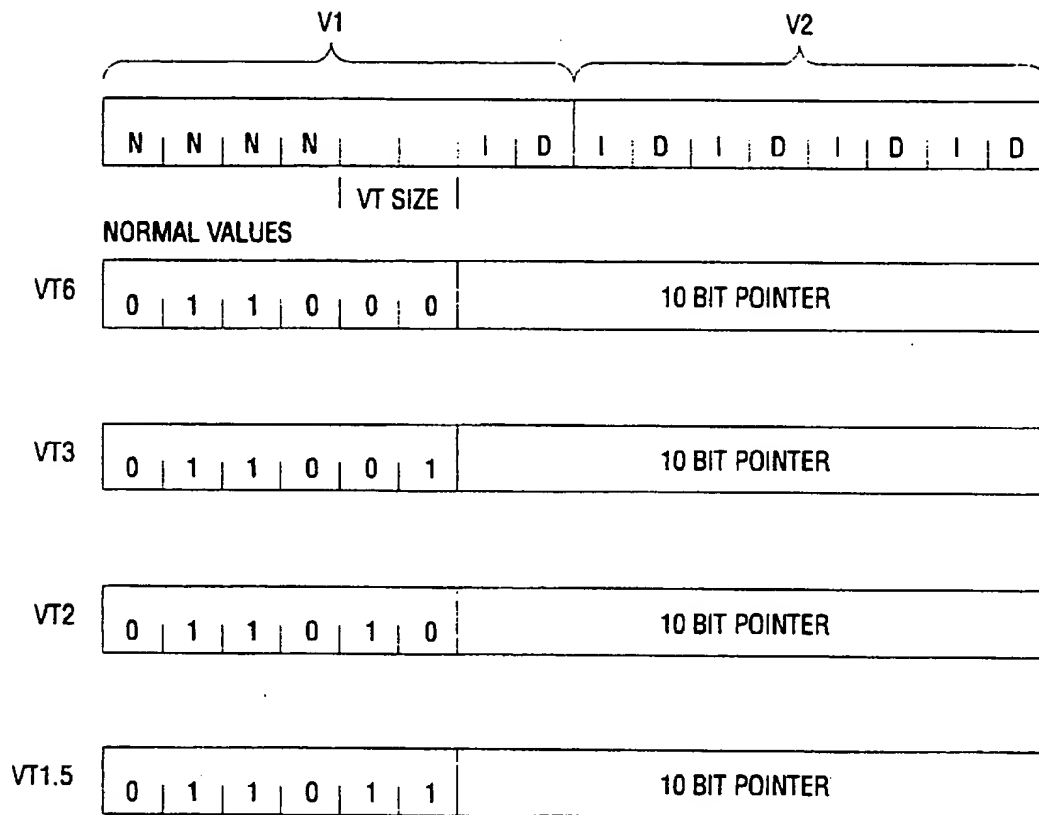 V1 V2
N N N N I D I D I D I D I D
VT SIZE
NORMAL VALUES
VT6 0 1 1 0 0 0 10 BIT POINTER
VT3 0 1 1 0 0 1 10 BIT POINTER
VT2 0 1 1 0 1 0 10 BIT POINTER
VT1.5 0 1 1 0 1 1 10 BIT POINTER